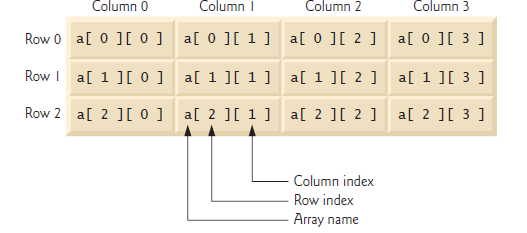 Column 0 Column 1 Column 2 Column 3
Row 0 a[ 0 ][ 0 ] a[ 0 ][ 1 ] a[ 0 ][ 2 ] a[ 0 ][ 3 ]
Row 1 a[ 1 ][ 0 ] a[ 1 ][ 1 ] a[ 1 ][ 2 ] a[ 1 ][ 3 ]
Row 2 a[ 2 ][ 0 ] a[ 2 ][ 1 ] a[ 2 ][ 2 ] a[ 2 ][ 3 ]
Column index
Row index
Array name